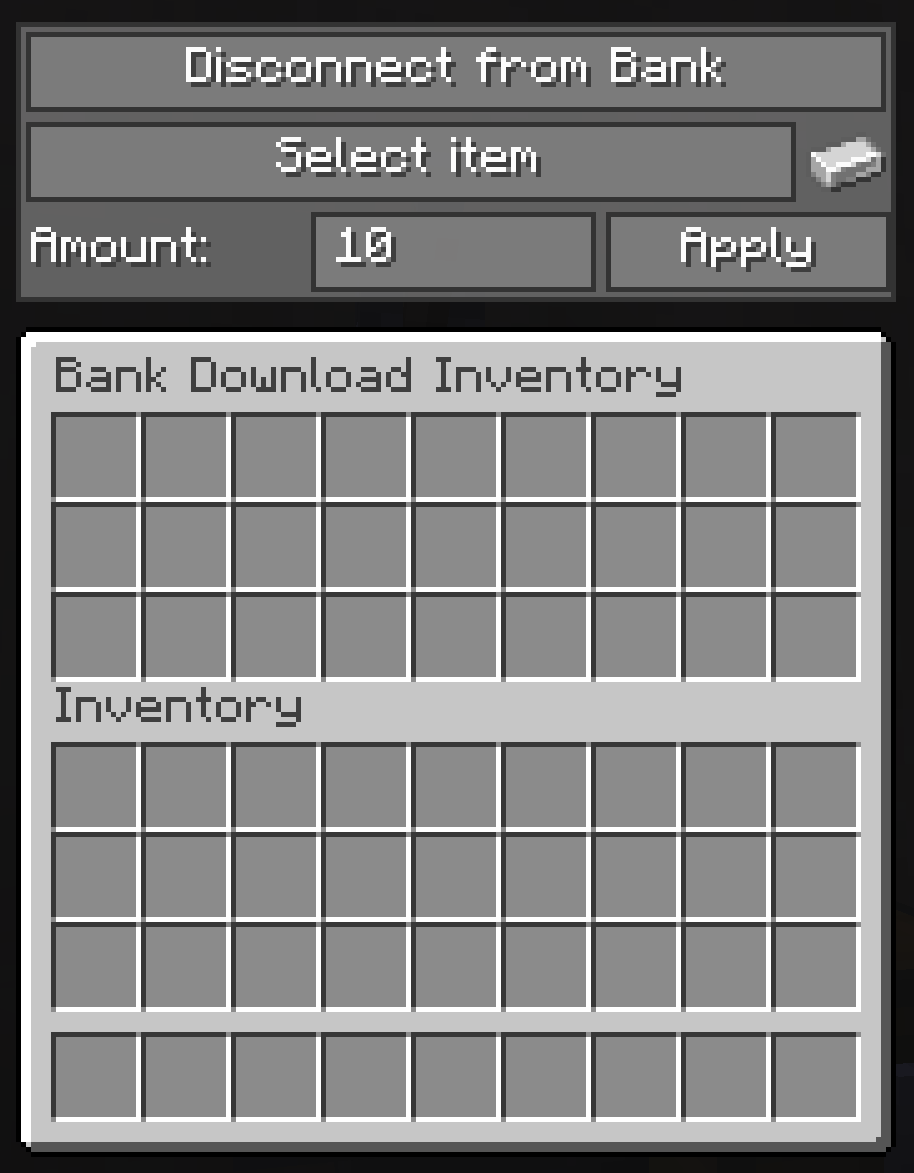 Disconnect from Bank
Select item
Amount: 10 Apply
Bank Download Inventory
Inventory